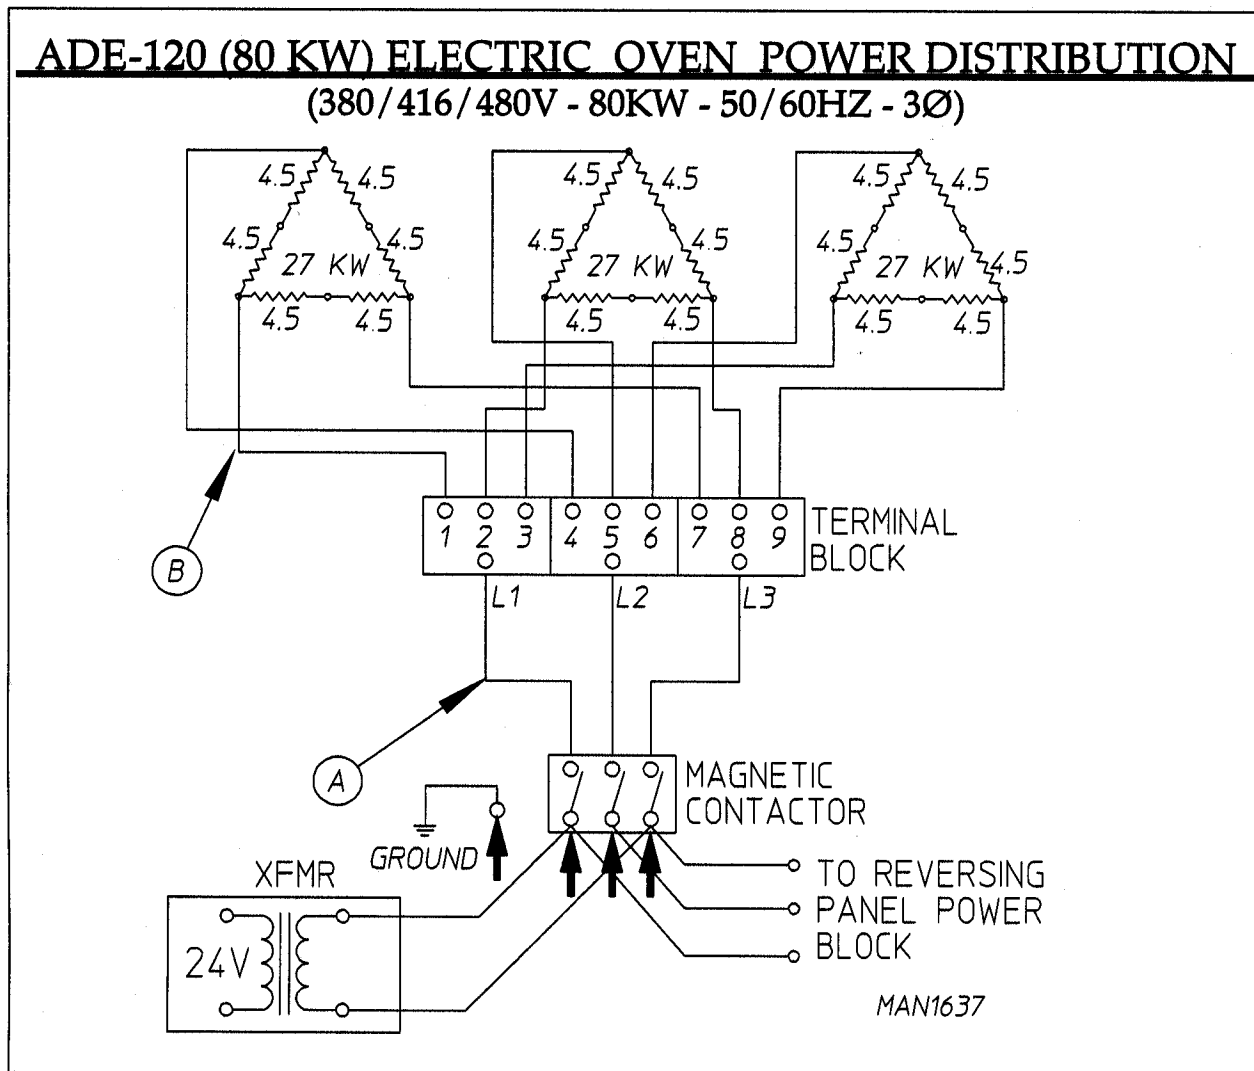 ADE-120 (80 KW) ELECTRIC OVEN POWER DISTRIBUTION
(380/416/480V - 80KW - 50/60HZ - 3Ø)
4.5 4.5 4.5 4.5 4.5 4.5
4.5 4.5 4.5 4.5 4.5 4.5
27 KW 27 KW 27 KW
4.5 4.5 4.5 4.5 4.5 4.5
1 2 3 4 5 6 7 8 9
TERMINAL
BLOCK
B
L1 L2 L3
A
MAGNETIC
CONTACTOR
GROUND
XFMR
24V
TO REVERSING
PANEL POWER
BLOCK
MAN1637